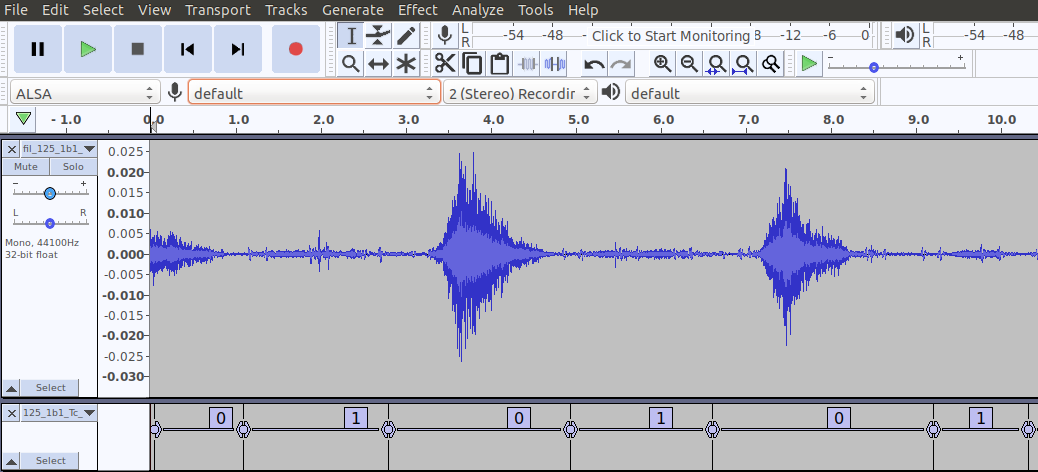 File Edit Select View Transport Tracks Generate Effect Analyze Tools Help
L R -54 -48 - Click to Start Monitoring 8 -12 -6 0 L R -54 -48
- +
ALSA default 2 (Stereo) Recordir default
- 1.0 0.0 1.0 2.0 3.0 4.0 5.0 6.0 7.0 8.0 9.0 10.0
fil_125_1b1_
Mute Solo
- +
L R
Mono, 44100Hz
32-bit float
Select
0.025
0.020
0.015
0.010
0.005
0.000
-0.005
-0.010
-0.015
-0.020
-0.025
-0.030
125_1b1_Tc_
0 1 0 1 0 1
Select